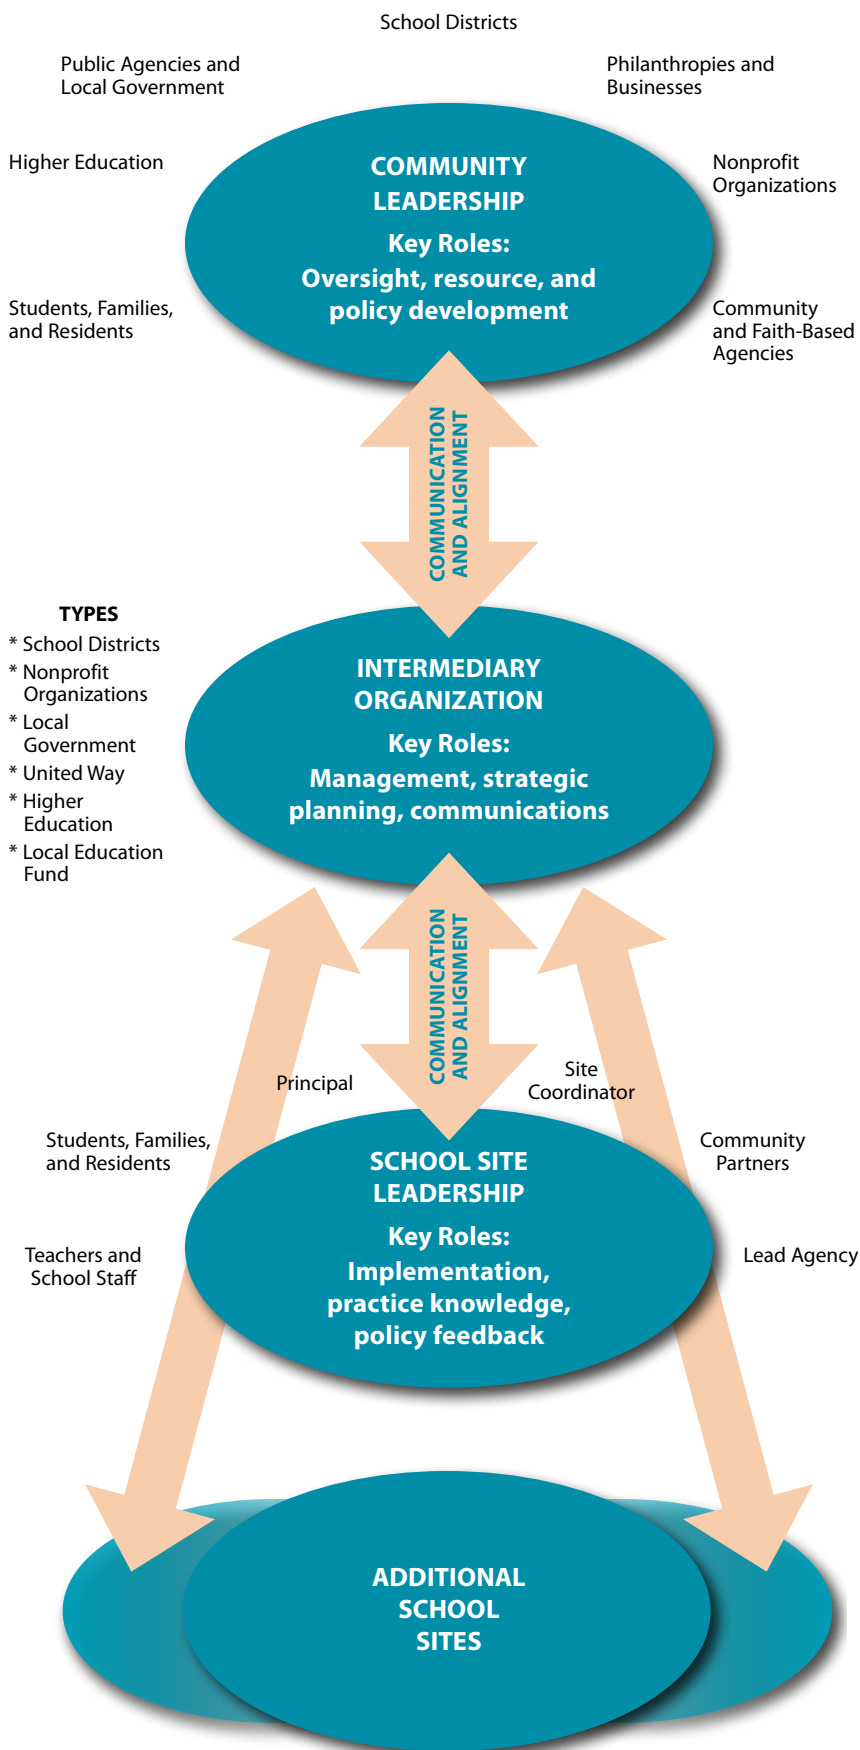 School Districts
Public Agencies and
Local Government
Philanthropies and
Businesses
Higher Education
Nonprofit
Organizations
Students, Families,
and Residents
Community
and Faith-Based
Agencies
COMMUNITY
LEADERSHIP
Key Roles:
Oversight, resource, and
policy development
COMMUNICATION
AND ALIGNMENT
TYPES
* School Districts
* Nonprofit
Organizations
* Local
Government
* United Way
* Higher
Education
* Local Education
Fund
INTERMEDIARY
ORGANIZATION
Key Roles:
Management, strategic
planning, communications
COMMUNICATION
AND ALIGNMENT
Principal
Site
Coordinator
Students, Families,
and Residents
Community
Partners
Teachers and
School Staff
Lead Agency
SCHOOL SITE
LEADERSHIP
Key Roles:
Implementation,
practice knowledge,
policy feedback
ADDITIONAL
SCHOOL
SITES